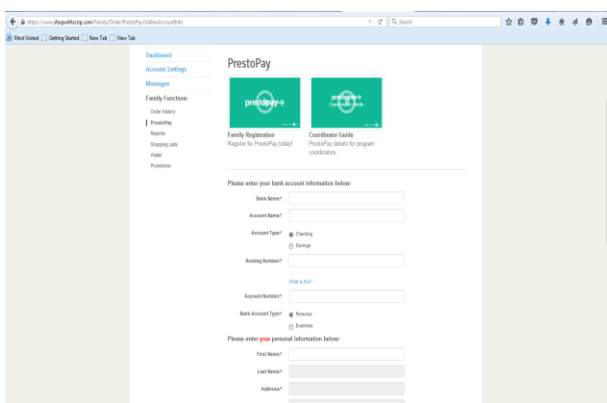 https://www.shopwithscrip.com/Family/Order/PrestoPay/GatherAccountInfo
Search
Most Visited Getting Started New Tab New Tab
Dashboard
Account Settings
Messages
Family Functions
Order History
PrestoPay
Reports
Shopping Lists
Wallet
Promotions
PrestoPay
prestopay
prestopay
Coordinator Guide
Family Registration
Register for PrestoPay today!
Coordinator Guide
PrestoPay details for program
coordinators.
Please enter your bank account information below:
Bank Name*
Account Name*
Account Type*
Checking
Savings
Routing Number*
What is this?
Account Number*
Bank Account Type*
Personal
Business
Please enter your personal information below:
First Name*
Last Name*
Address*